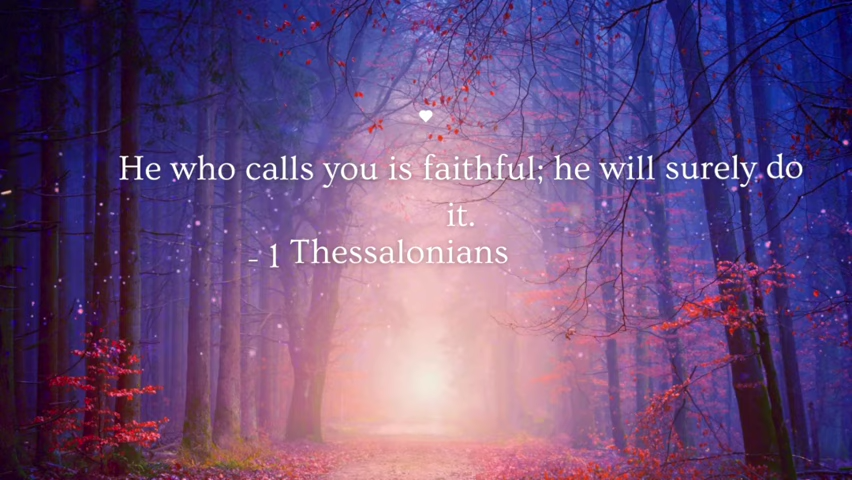 He who calls you is faithful; he will surely do
it.
- 1 Thessalonians